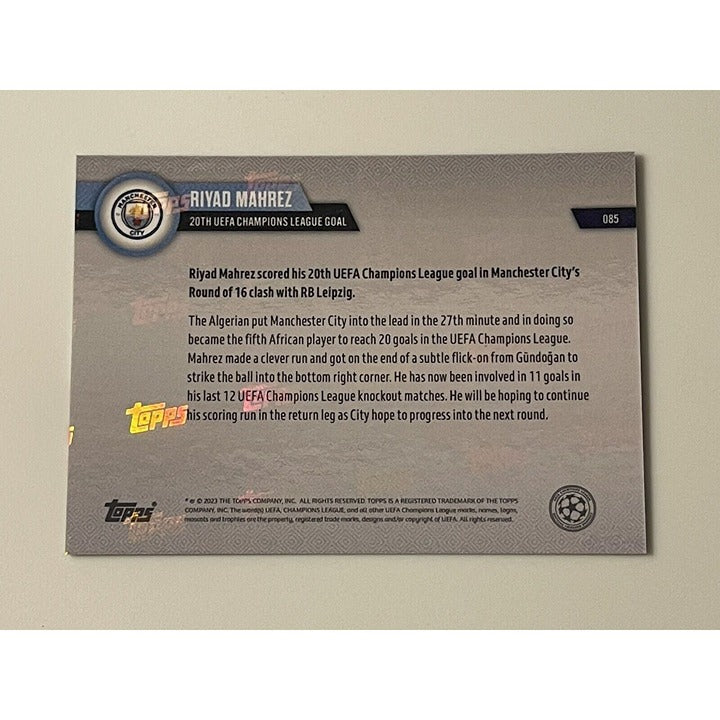 MANCHESTER
CITY
RIYAD MAHREZ
20TH UEFA CHAMPIONS LEAGUE GOAL
085
Riyad Mahrez scored his 20th UEFA Champions League goal in Manchester City's
Round of 16 clash with RB Leipzig.
The Algerian put Manchester City into the lead in the 27th minute and in doing so
became the fifth African player to reach 20 goals in the UEFA Champions League.
Mahrez made a clever run and got on the end of a subtle flick-on from Gündoğan to
strike the ball into the bottom right corner. He has now been involved in 11 goals in
his last 12 UEFA Champions League knockout matches. He will be hoping to continue
his scoring run in the return leg as City hope to progress into the next round.
Topps
Topps
® © 2023 THE TOPPS COMPANY, INC. ALL RIGHTS RESERVED. TOPPS IS A REGISTERED TRADEMARK OF THE TOPPS
COMPANY, INC. The word(s) UEFA, CHAMPIONS LEAGUE, and all other UEFA Champions League marks, names, logos,
mascots and trophies are the property, registered trade marks, designs and/or copyright of UEFA. All rights reserved.